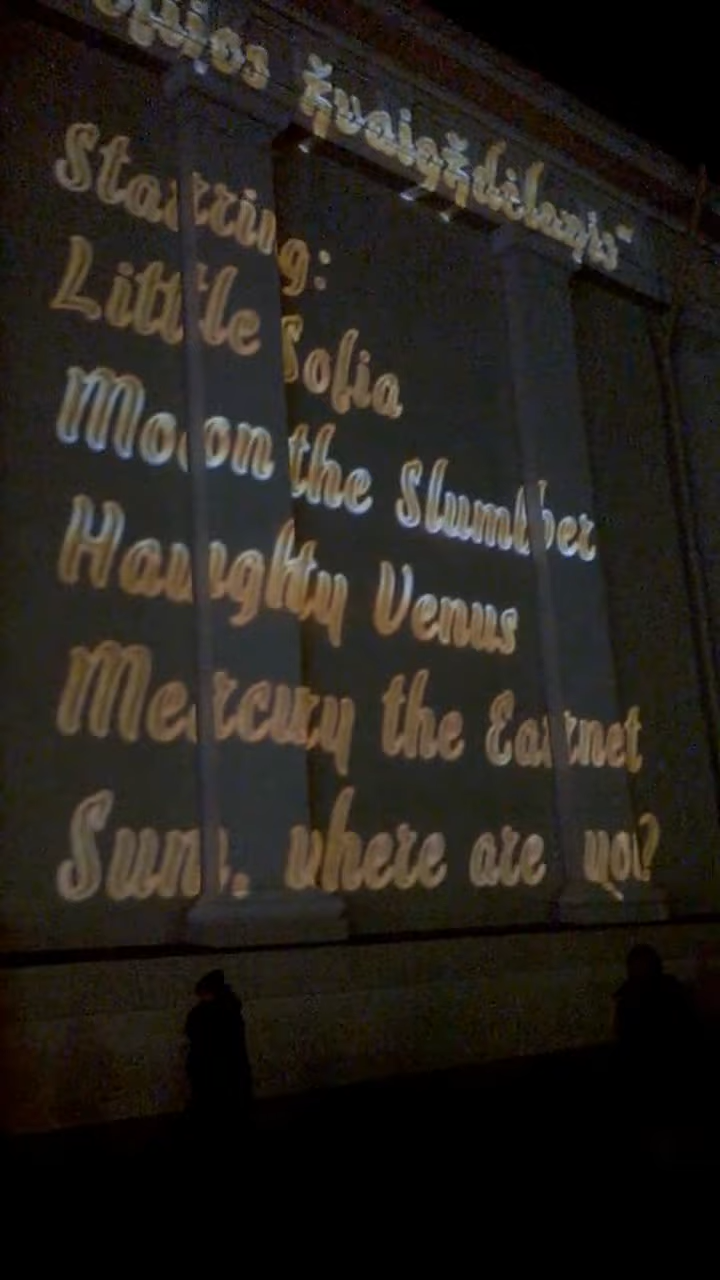 žvaigždėlapis“
Starring:
Little Sofia
Moon the Slumber
Haughty Venus
Mercury the Earnet
Sun, where are you?